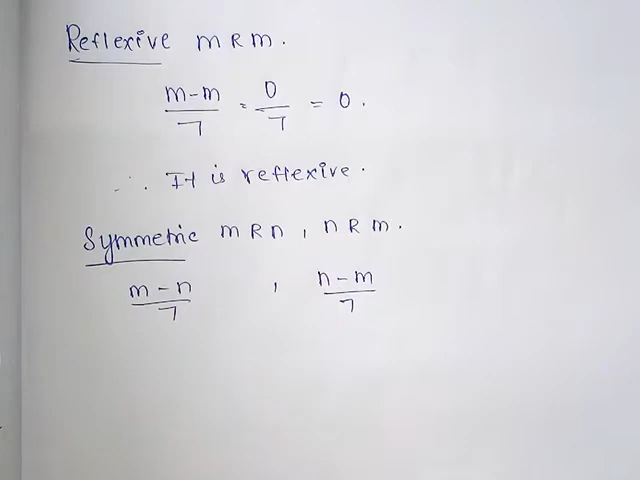 Reflexive m R m.
m-m/7 = 0/7 = 0.
∴ It is reflexive.
Symmetric m R n, n R m.
m-n/7 , n-m/7